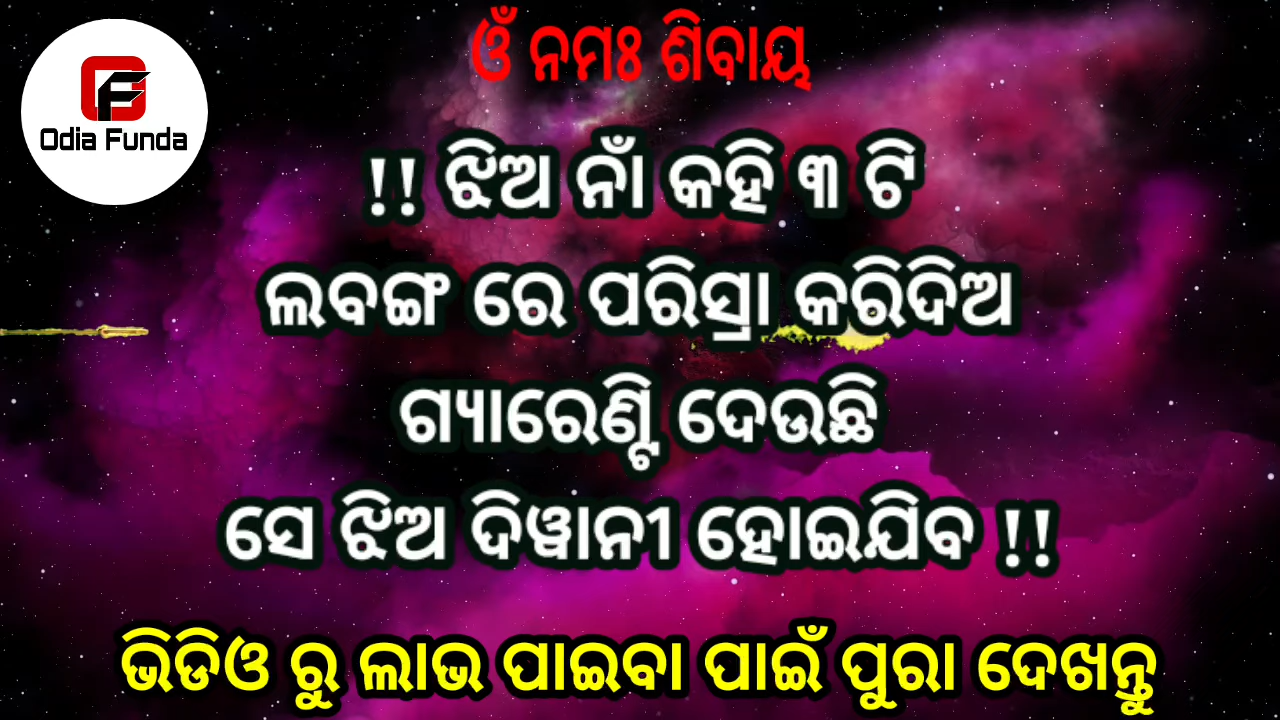 ଓଁ ନମଃ ଶିବାୟ
Odia Funda
!! ଝିଅ ନାଁ କହି ୩ ଟି
ଲବଙ୍ଗ ରେ ପରିସ୍ରା କରିଦିଅ
ଗ୍ୟାରେଣ୍ଟି ଦେଉଛି
ସେ ଝିଅ ଦିୱାନୀ ହୋଇଯିବ !!
ଭିଡିଓ ରୁ ଲାଭ ପାଇବା ପାଇଁ ପୁରା ଦେଖନ୍ତୁ